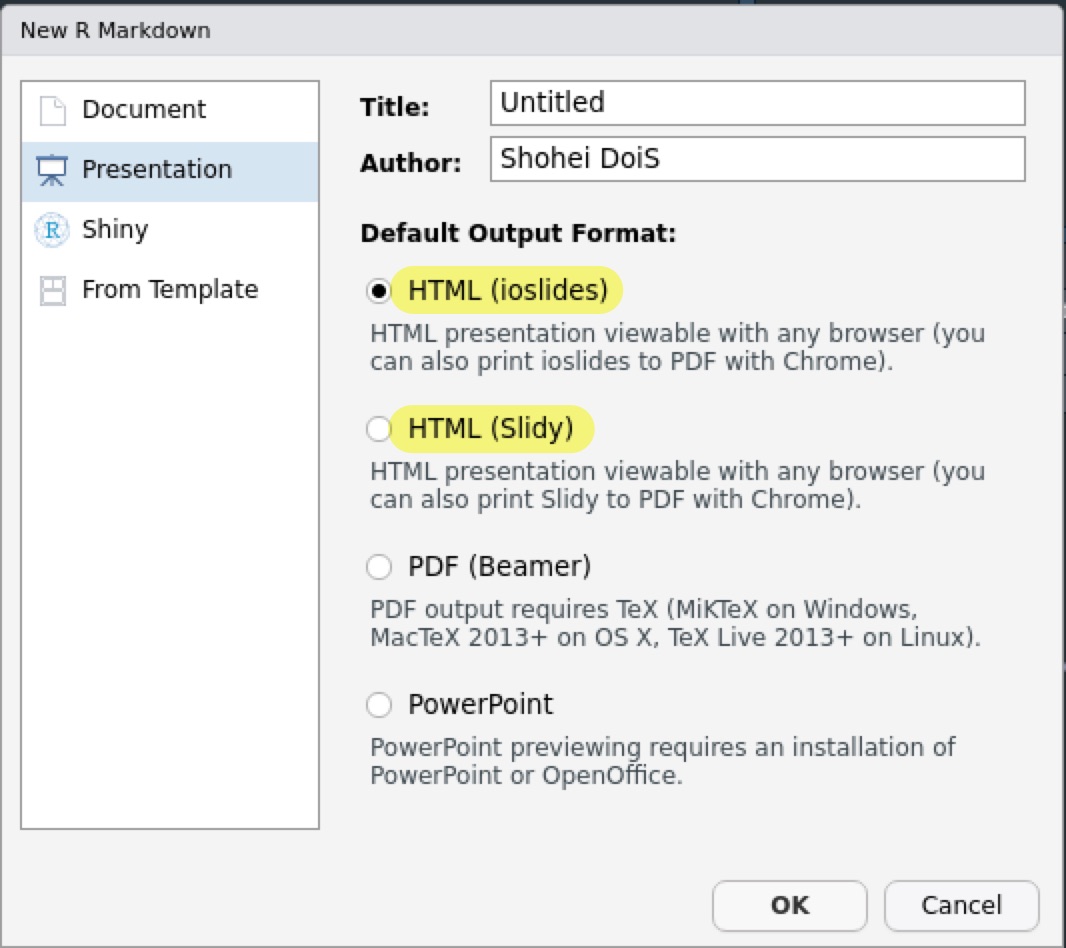 New R Markdown
Document
Presentation
Shiny
From Template
Title:
Untitled
Author:
Shohei DoiS
Default Output Format:
HTML (ioslides)
HTML presentation viewable with any browser (you
can also print ioslides to PDF with Chrome).
HTML (Slidy)
HTML presentation viewable with any browser (you
can also print Slidy to PDF with Chrome).
PDF (Beamer)
PDF output requires TeX (MiKTeX on Windows,
MacTeX 2013+ on OS X, TeX Live 2013+ on Linux).
PowerPoint
PowerPoint previewing requires an installation of
PowerPoint or OpenOffice.
OK
Cancel